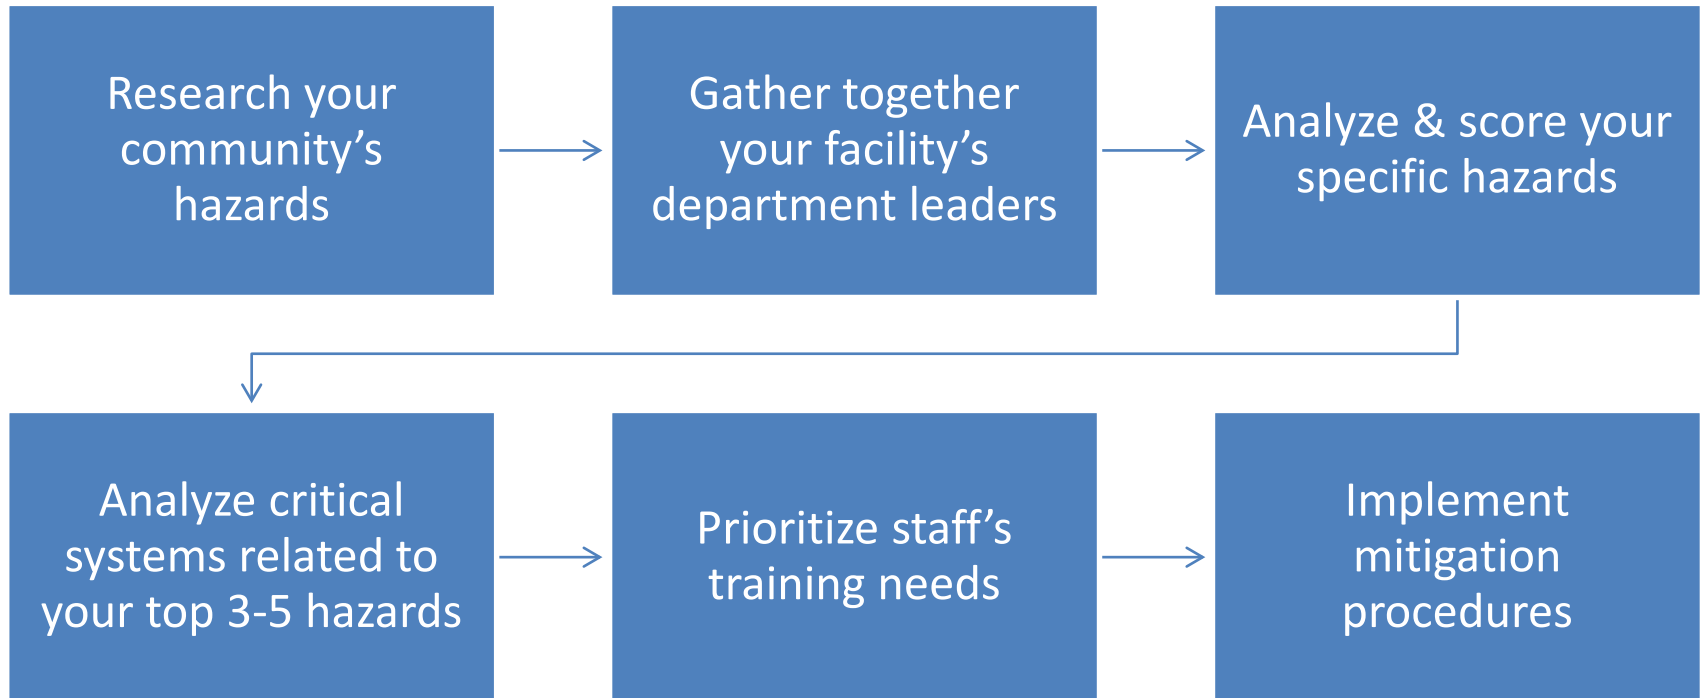 Research your
community’s
hazards
Gather together
your facility’s
department leaders
Analyze & score your
specific hazards
Analyze critical
systems related to
your top 3-5 hazards
Prioritize staff’s
training needs
Implement
mitigation
procedures